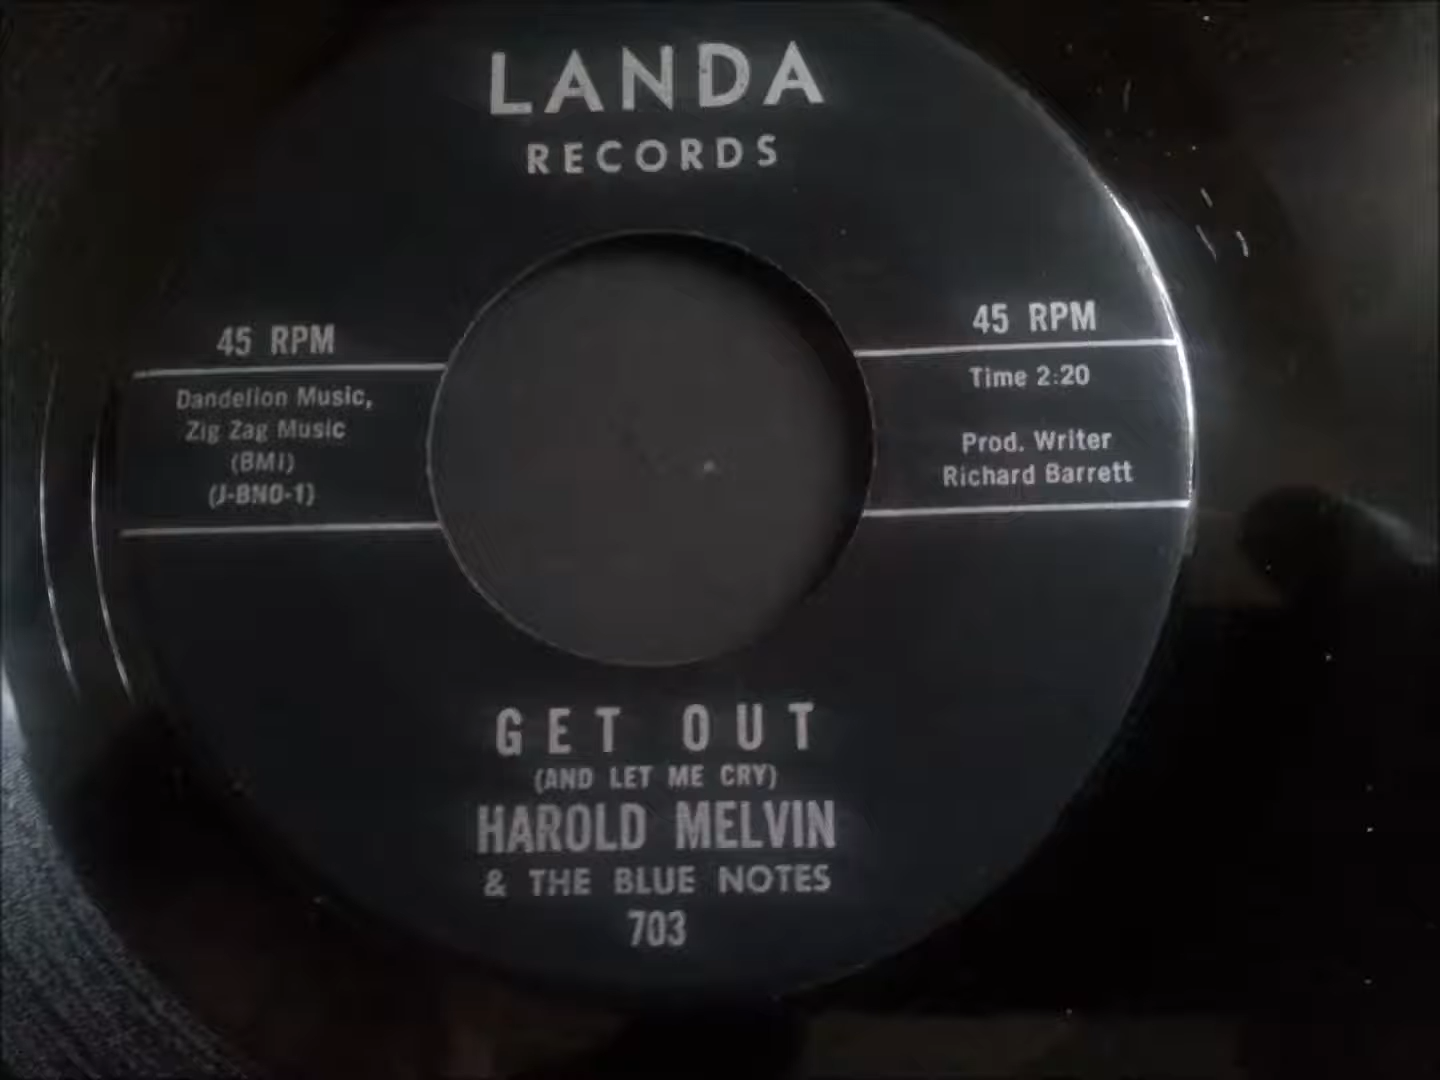 LANDA
RECORDS
45 RPM
Dandelion Music,
Zig Zag Music
(BMI)
(J-BNO-1)
45 RPM
Time 2:20
Prod. Writer
Richard Barrett
GET OUT
(AND LET ME CRY)
HAROLD MELVIN
& THE BLUE NOTES
703